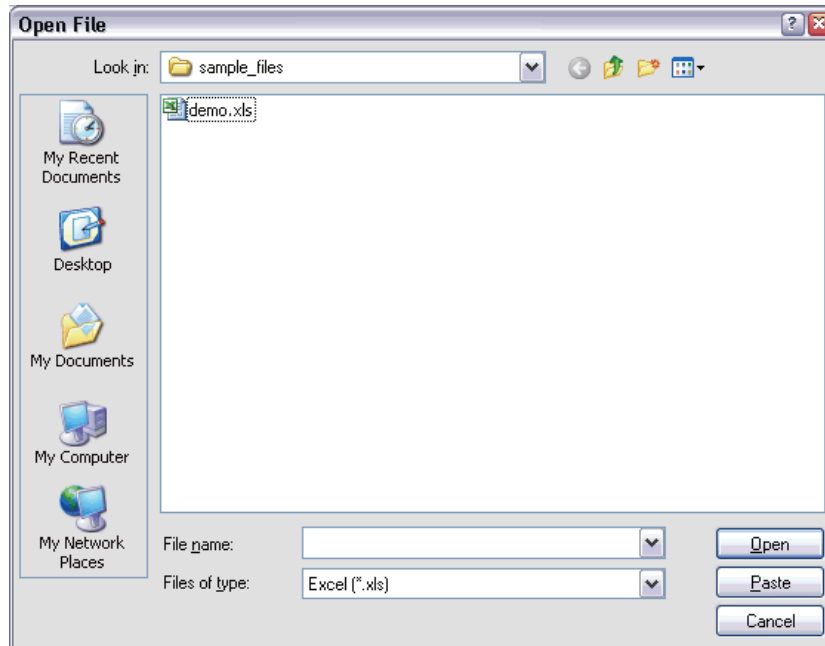 Open File
Look in:
sample_files
demo.xls
My Recent
Documents
Desktop
My Documents
My Computer
My Network
Places
File name:
Files of type:
Excel (*.xls)
Open
Paste
Cancel